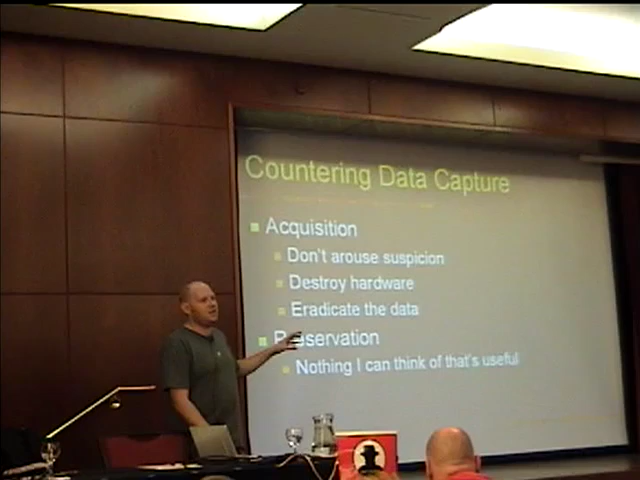 Countering Data Capture
Acquisition
Don't arouse suspicion
Destroy hardware
Eradicate the data
Preservation
Nothing I can think of that's useful